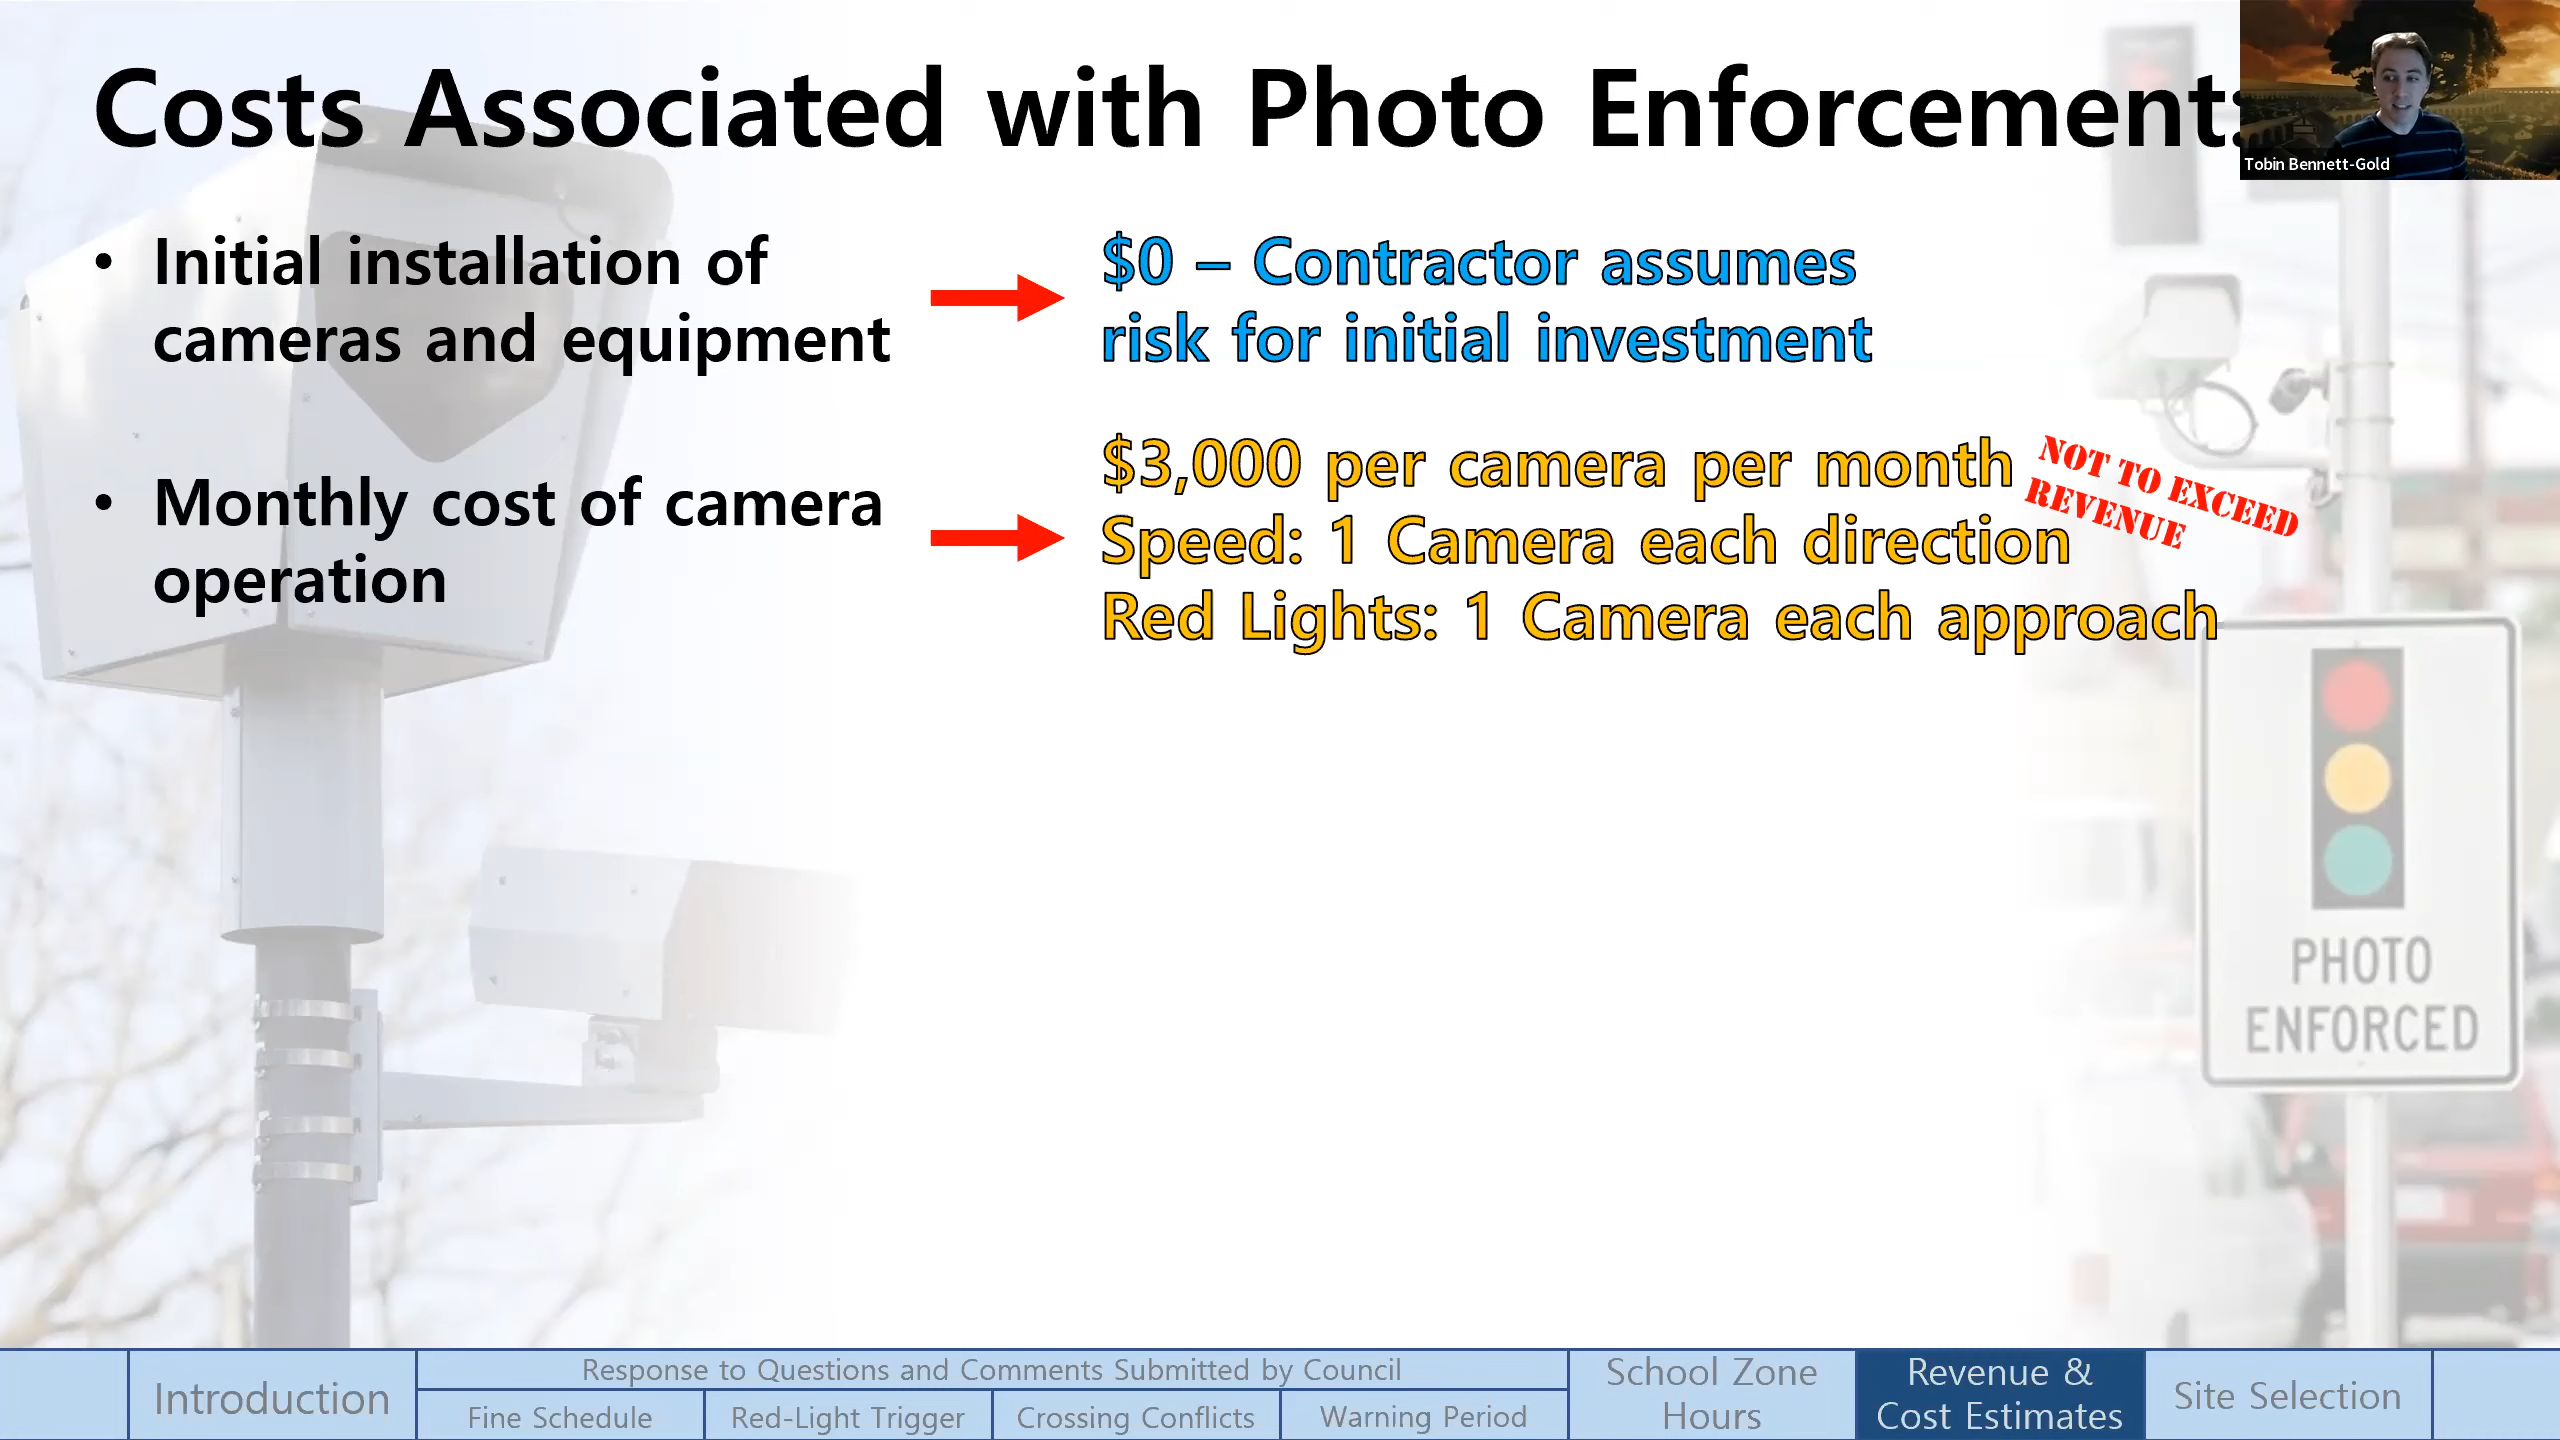 Costs Associated with Photo Enforcement:
Tobin Bennett-Gold
• Initial installation of
cameras and equipment
$0 – Contractor assumes
risk for initial investment
• Monthly cost of camera
operation
$3,000 per camera per month
Speed: 1 Camera each direction
Red Lights: 1 Camera each approach
NOT TO EXCEED
REVENUE
PHOTO
ENFORCED
Introduction
Response to Questions and Comments Submitted by Council
Fine Schedule
Red-Light Trigger
Crossing Conflicts
Warning Period
School Zone
Hours
Revenue &
Cost Estimates
Site Selection